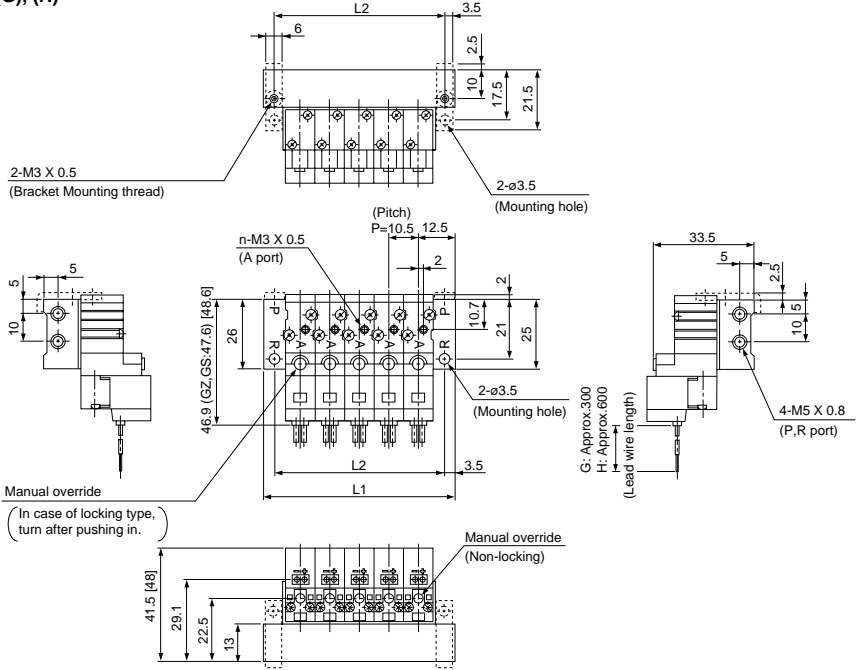 L2
3.5
6
2.5
10
17.5
21.5
2-M3 X 0.5
(Bracket Mounting thread)
2-ø3.5
(Mounting hole)
(Pitch)
P=10.5
12.5
n-M3 X 0.5
(A port)
2
2
5
5
10
46.9 (GZ,GS:47.6) [48.6]
26
P
P
R
A
A
A
A
A
R
10.7
21
25
2-ø3.5
(Mounting hole)
33.5
5
2.5
5
10
4-M5 X 0.8
(P,R port)
G: Approx.300
H: Approx.600
(Lead wire length)
L2
3.5
L1
Manual override
(In case of locking type,
turn after pushing in.)
Manual override
(Non-locking)
41.5 [48]
29.1
22.5
13